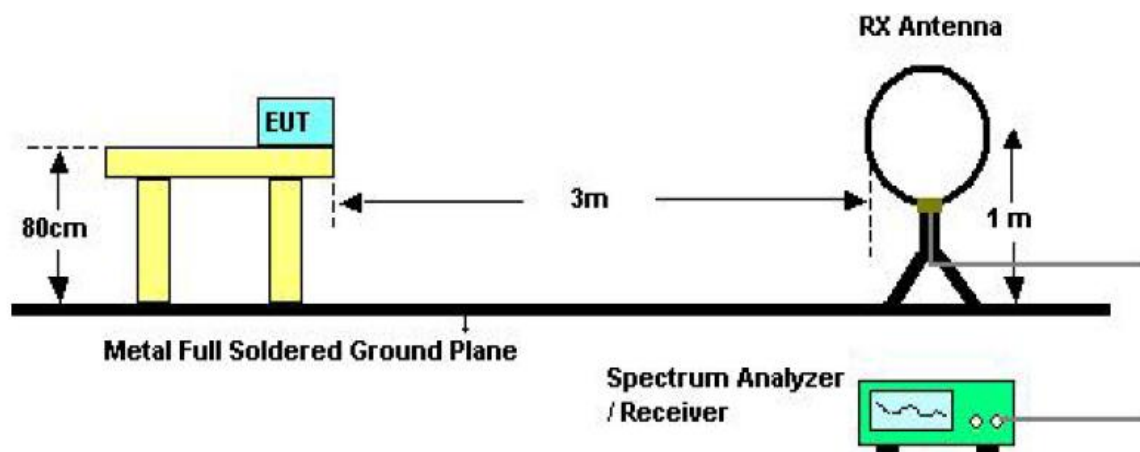 RX Antenna
EUT
80cm
3m
1 m
Metal Full Soldered Ground Plane
Spectrum Analyzer
/ Receiver